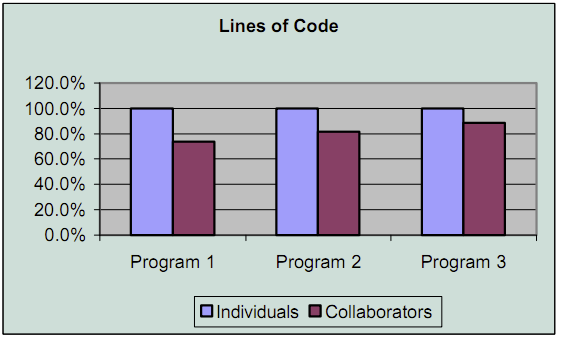 Lines of Code
120.0%
100.0%
80.0%
60.0%
40.0%
20.0%
0.0%
Program 1 Program 2 Program 3
Individuals Collaborators